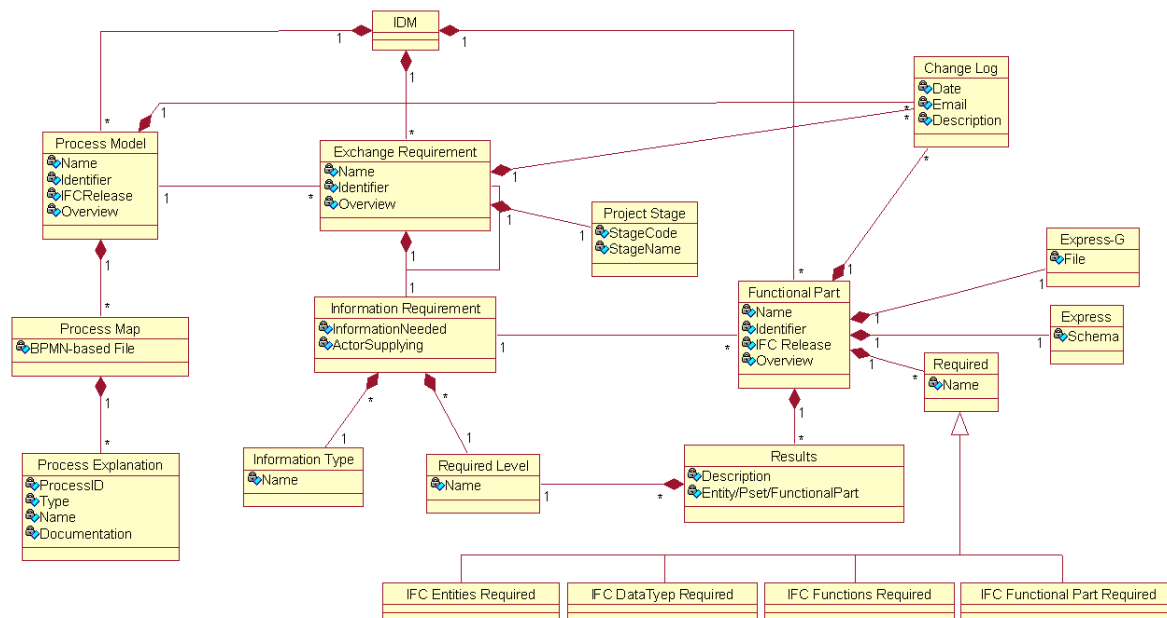 IDM
1
1
1
*
*
*
Change Log
Date
Email
Description
*
*
*
Process Model
Name
Identifier
IFCRelease
Overview
1
1
*
1
Exchange Requirement
Name
Identifier
Overview
1
1
1
Project Stage
StageCode
StageName
1
1
Express-G
File
1
Functional Part
Name
Identifier
IFC Release
Overview
1
1
1
1
1
*
*
Express
Schema
1
Process Map
BPMN-based File
*
1
Information Requirement
InformationNeeded
ActorSupplying
1
*
*
Required
Name
*
Process Explanation
ProcessID
Type
Name
Documentation
*
Information Type
Name
1
Required Level
Name
1
1
Results
Description
Entity/Pset/FunctionalPart
*
*
IFC Entities Required
IFC DataTyep Required
IFC Functions Required
IFC Functional Part Required